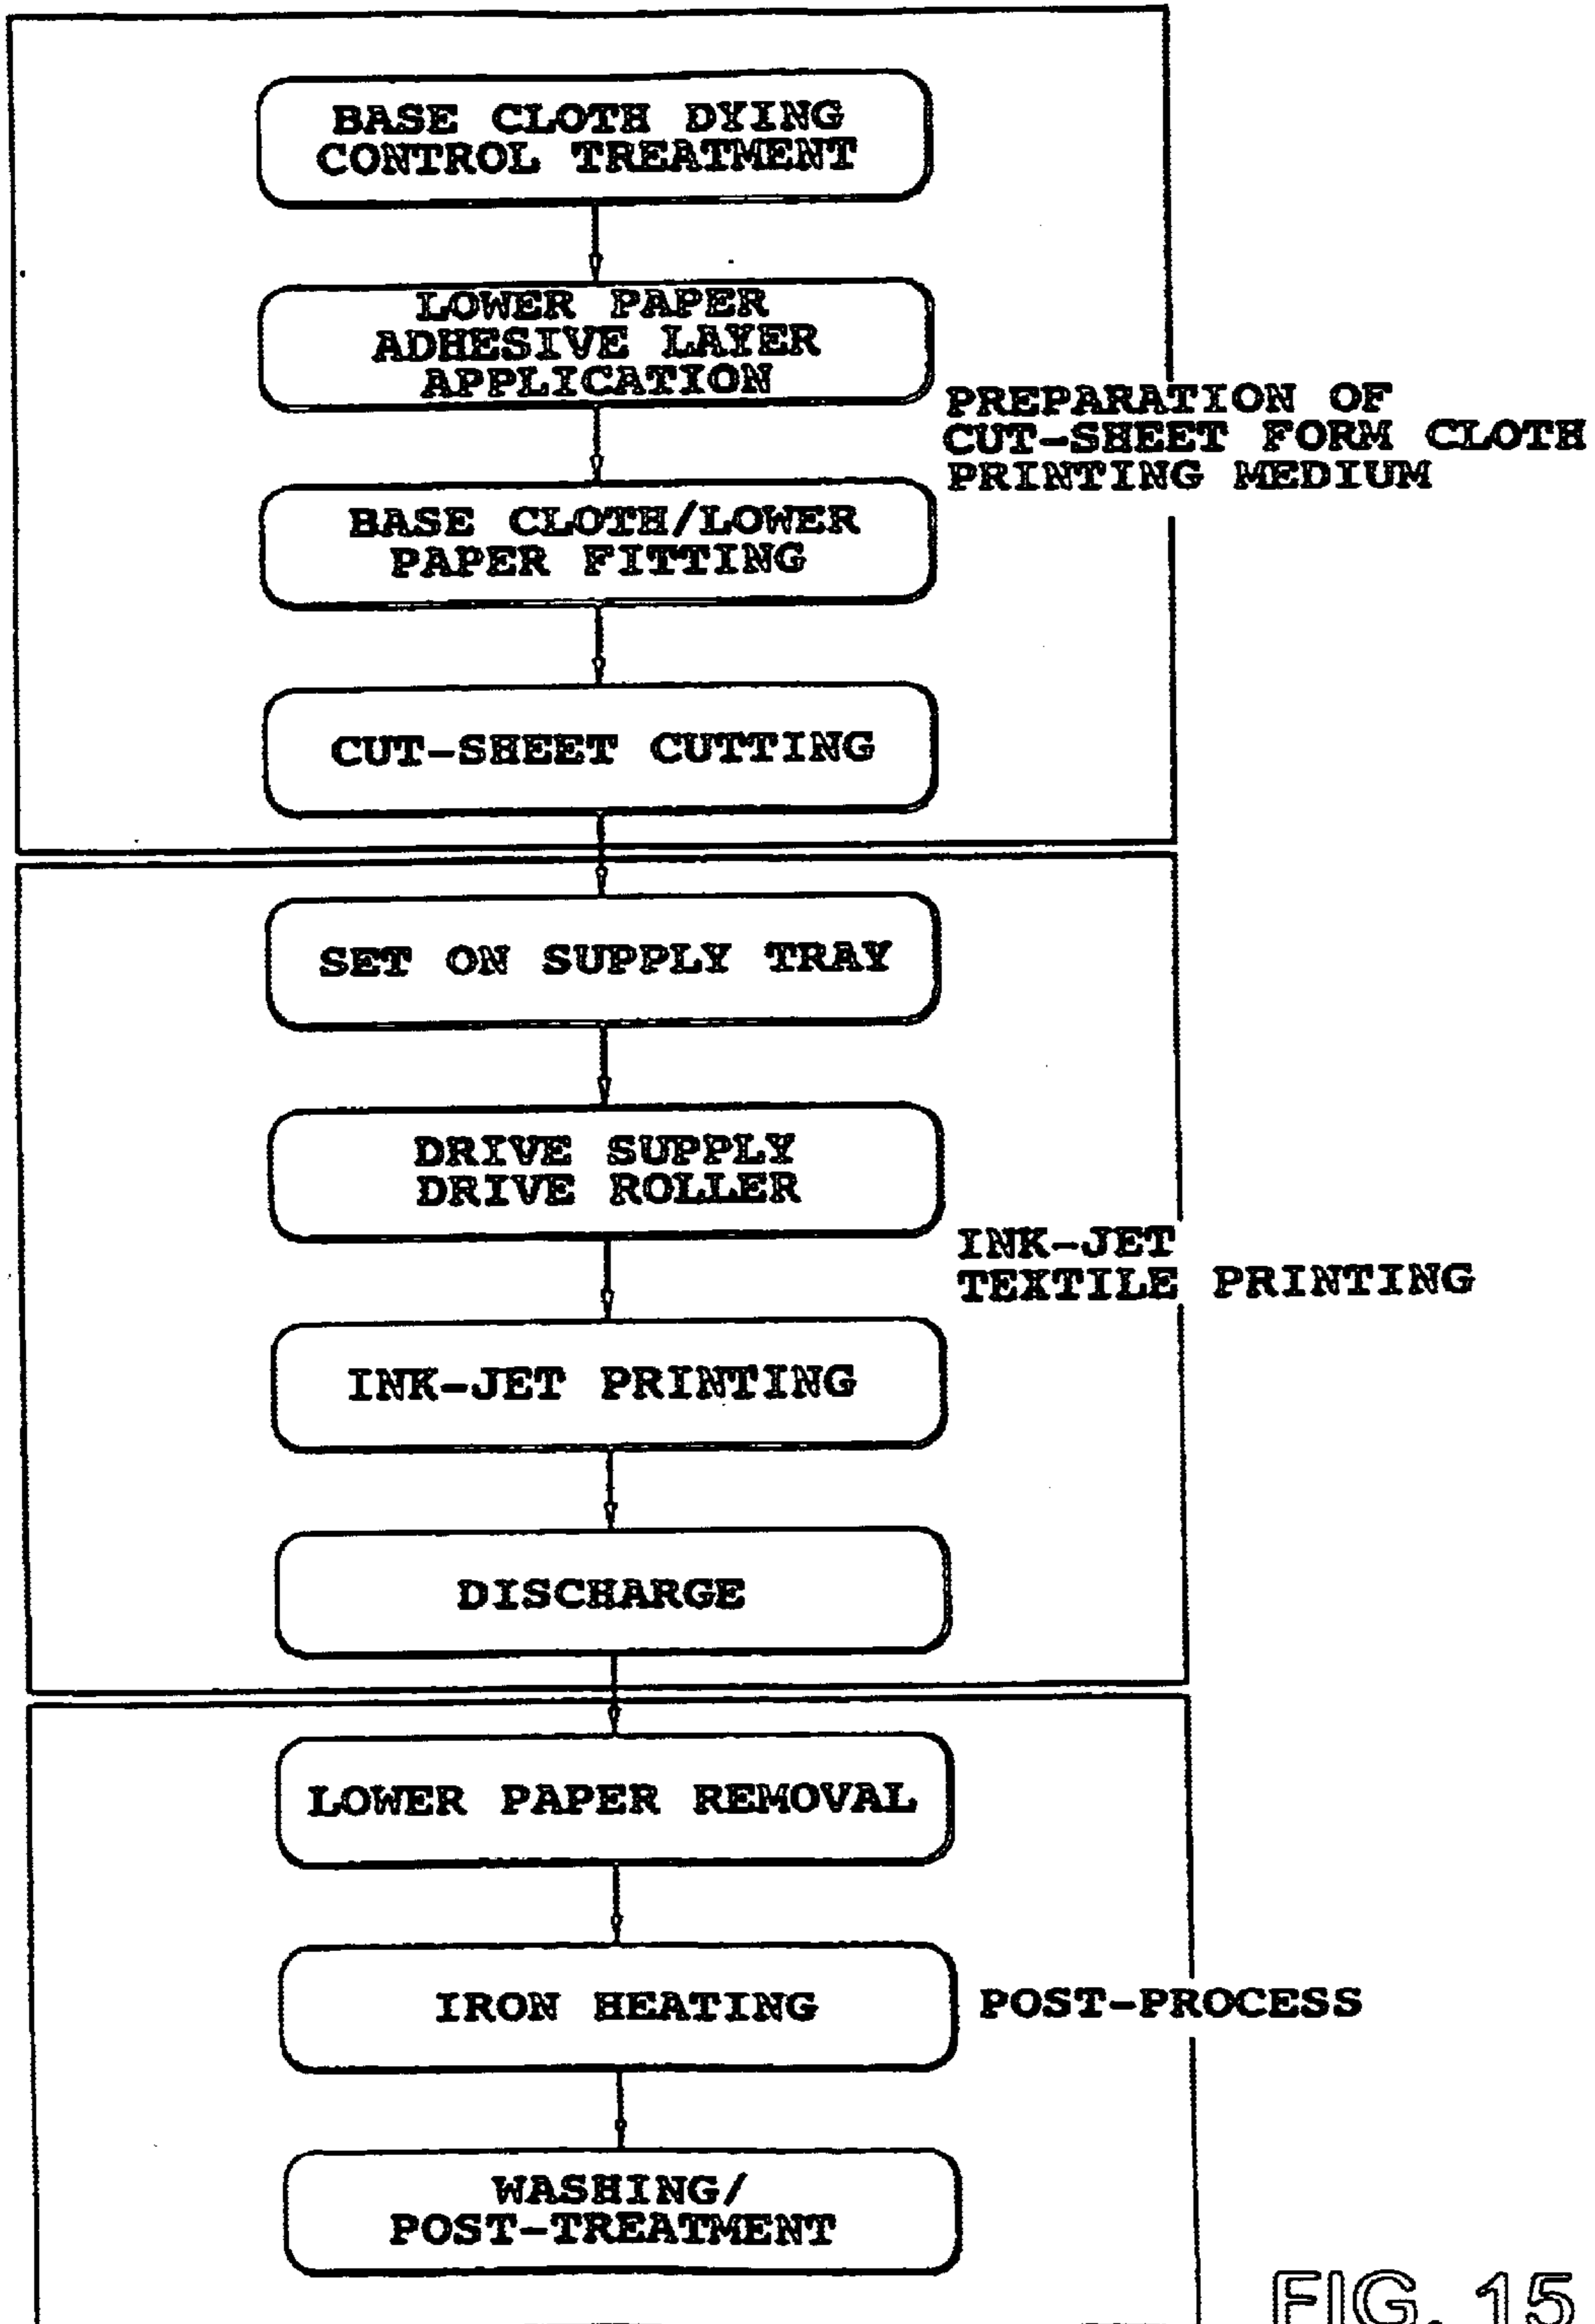 BASE CLOTH DYING
CONTROL TREATMENT
LOWER PAPER
ADHESIVE LAYER
APPLICATION
PREPARATION OF
CUT-SHEET FORM CLOTH
PRINTING MEDIUM
BASE CLOTH/LOWER
PAPER FITTING
CUT-SHEET CUTTING
SET ON SUPPLY TRAY
DRIVE SUPPLY
DRIVE ROLLER
INK-JET
TEXTILE PRINTING
INK-JET PRINTING
DISCHARGE
LOWER PAPER REMOVAL
IRON HEATING
POST-PROCESS
WASHING/
POST-TREATMENT
FIG. 15